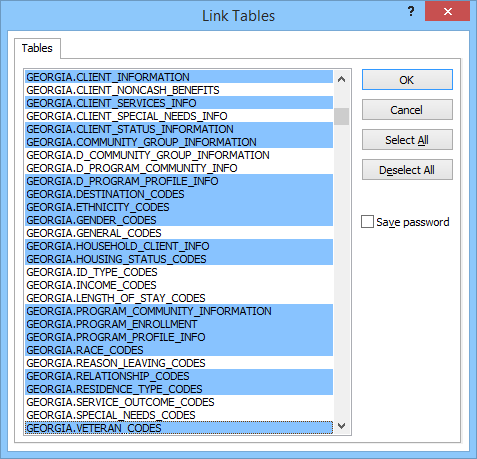 Link Tables
?
Tables
GEORGIA.CLIENT_INFORMATION
GEORGIA.CLIENT_NONCASH_BENEFITS
GEORGIA.CLIENT_SERVICES_INFO
GEORGIA.CLIENT_SPECIAL_NEEDS_INFO
GEORGIA.CLIENT_STATUS_INFORMATION
GEORGIA.COMMUNITY_GROUP_INFORMATION
GEORGIA.D_COMMUNITY_GROUP_INFORMATION
GEORGIA.D_PROGRAM_COMMUNITY_INFO
GEORGIA.D_PROGRAM_PROFILE_INFO
GEORGIA.DESTINATION_CODES
GEORGIA.ETHNICITY_CODES
GEORGIA.GENDER_CODES
GEORGIA.GENERAL_CODES
GEORGIA.HOUSEHOLD_CLIENT_INFO
GEORGIA.HOUSING_STATUS_CODES
GEORGIA.ID_TYPE_CODES
GEORGIA.INCOME_CODES
GEORGIA.LENGTH_OF_STAY_CODES
GEORGIA.PROGRAM_COMMUNITY_INFORMATION
GEORGIA.PROGRAM_ENROLLMENT
GEORGIA.PROGRAM_PROFILE_INFO
GEORGIA.RACE_CODES
GEORGIA.REASON_LEAVING_CODES
GEORGIA.RELATIONSHIP_CODES
GEORGIA.RESIDENCE_TYPE_CODES
GEORGIA.SERVICE_OUTCOME_CODES
GEORGIA.SPECIAL_NEEDS_CODES
GEORGIA.VETERAN_CODES
OK
Cancel
Select All
Deselect All
Save password